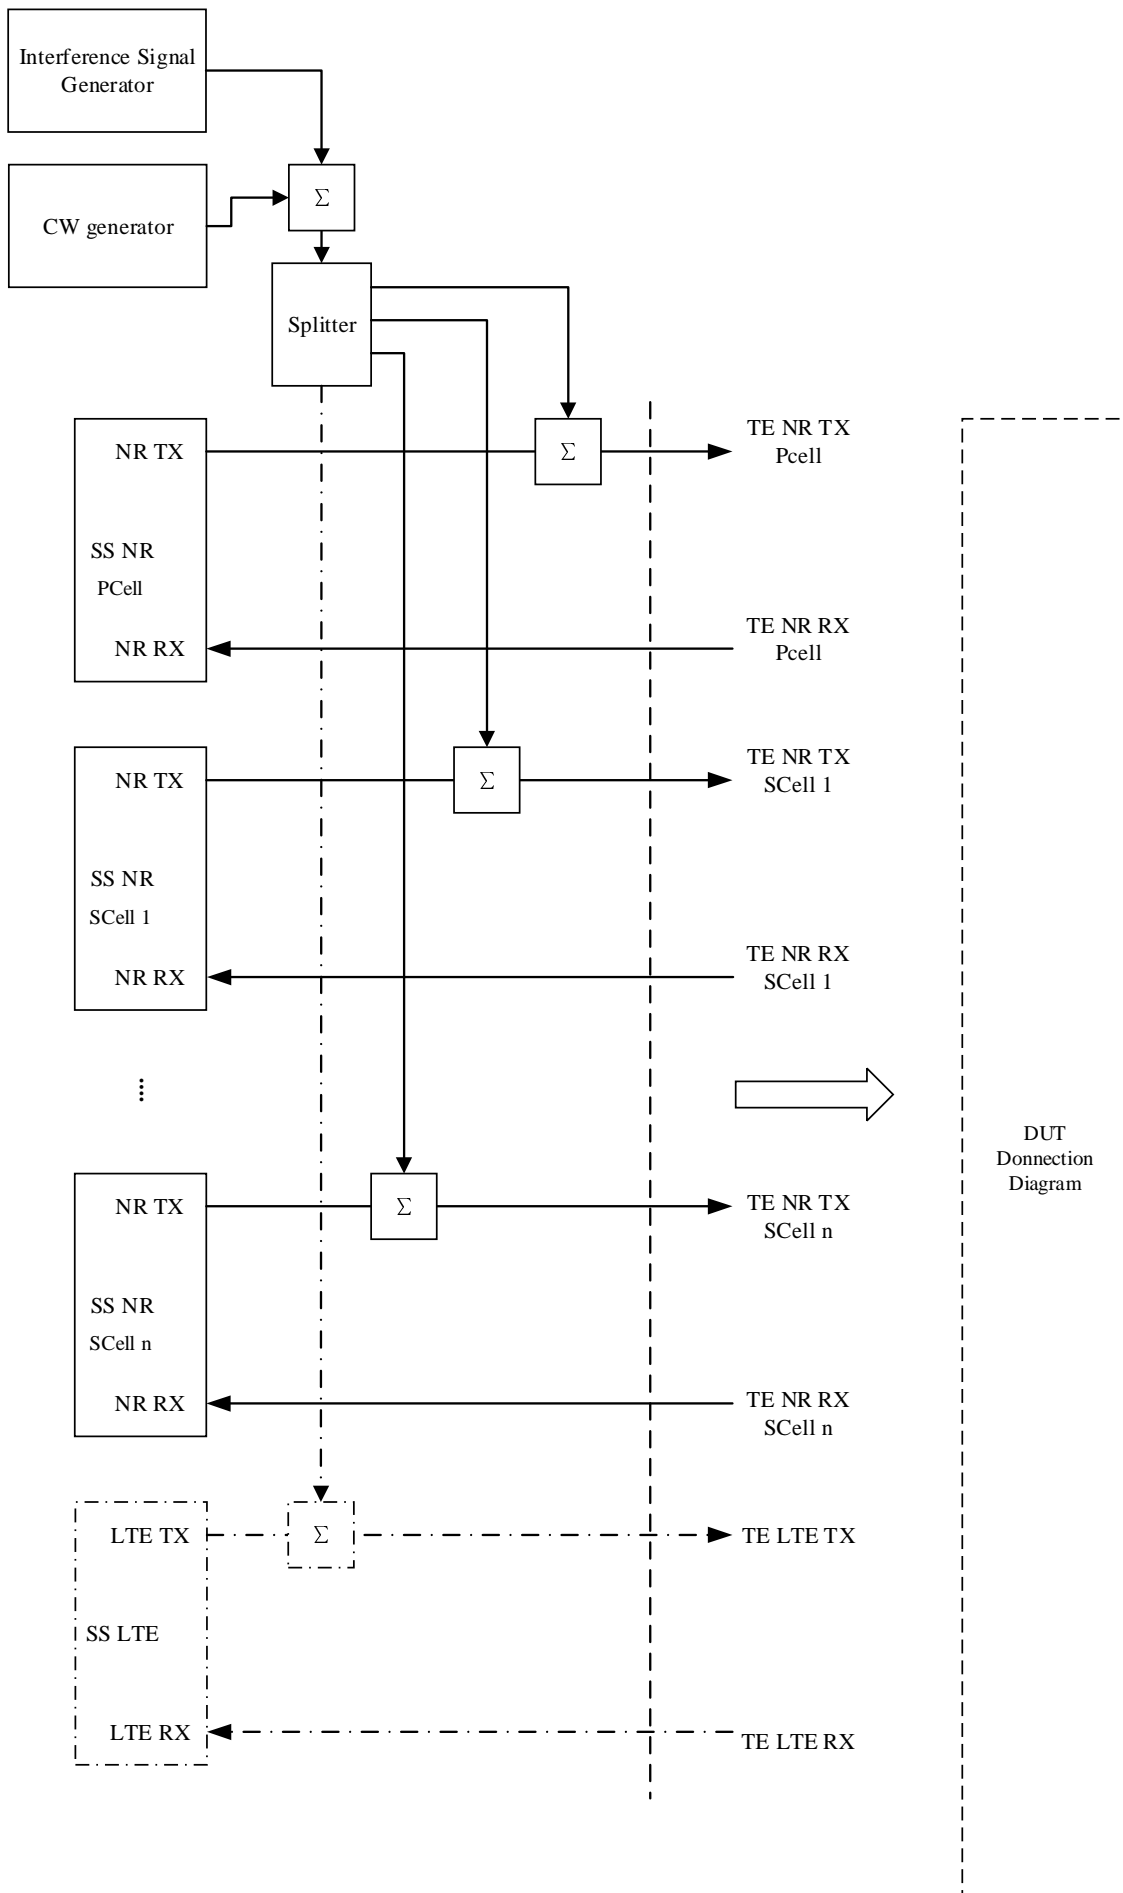 Interference Signal
Generator
CW generator
Σ
Splitter
NR TX
Σ
TE NR TX
Pcell
SS NR
PCell
NR RX
TE NR RX
Pcell
NR TX
Σ
TE NR TX
SCell 1
SS NR
SCell 1
NR RX
TE NR RX
SCell 1
DUT
Donnection
Diagram
NR TX
Σ
TE NR TX
SCell n
SS NR
SCell n
NR RX
TE NR RX
SCell n
LTE TX
Σ
TE LTE TX
SS LTE
LTE RX
TE LTE RX